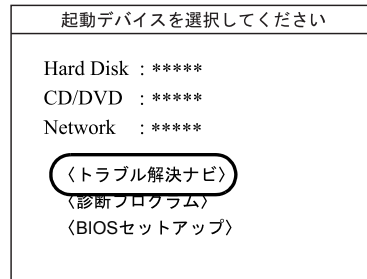 起動デバイスを選択してください
Hard Disk : *****
CD/DVD : *****
Network : *****
〈トラブル解決ナビ〉
〈診断プログラム〉
〈BIOSセットアップ〉